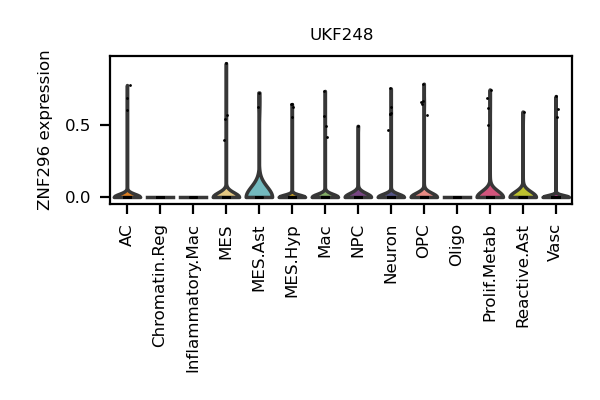 UKF248
ZNF296 expression
0.5
0.0
AC
Chromatin.Reg
Inflammatory.Mac
MES
MES.Ast
MES.Hyp
Mac
NPC
Neuron
OPC
Oligo
Prolif.Metab
Reactive.Ast
Vasc